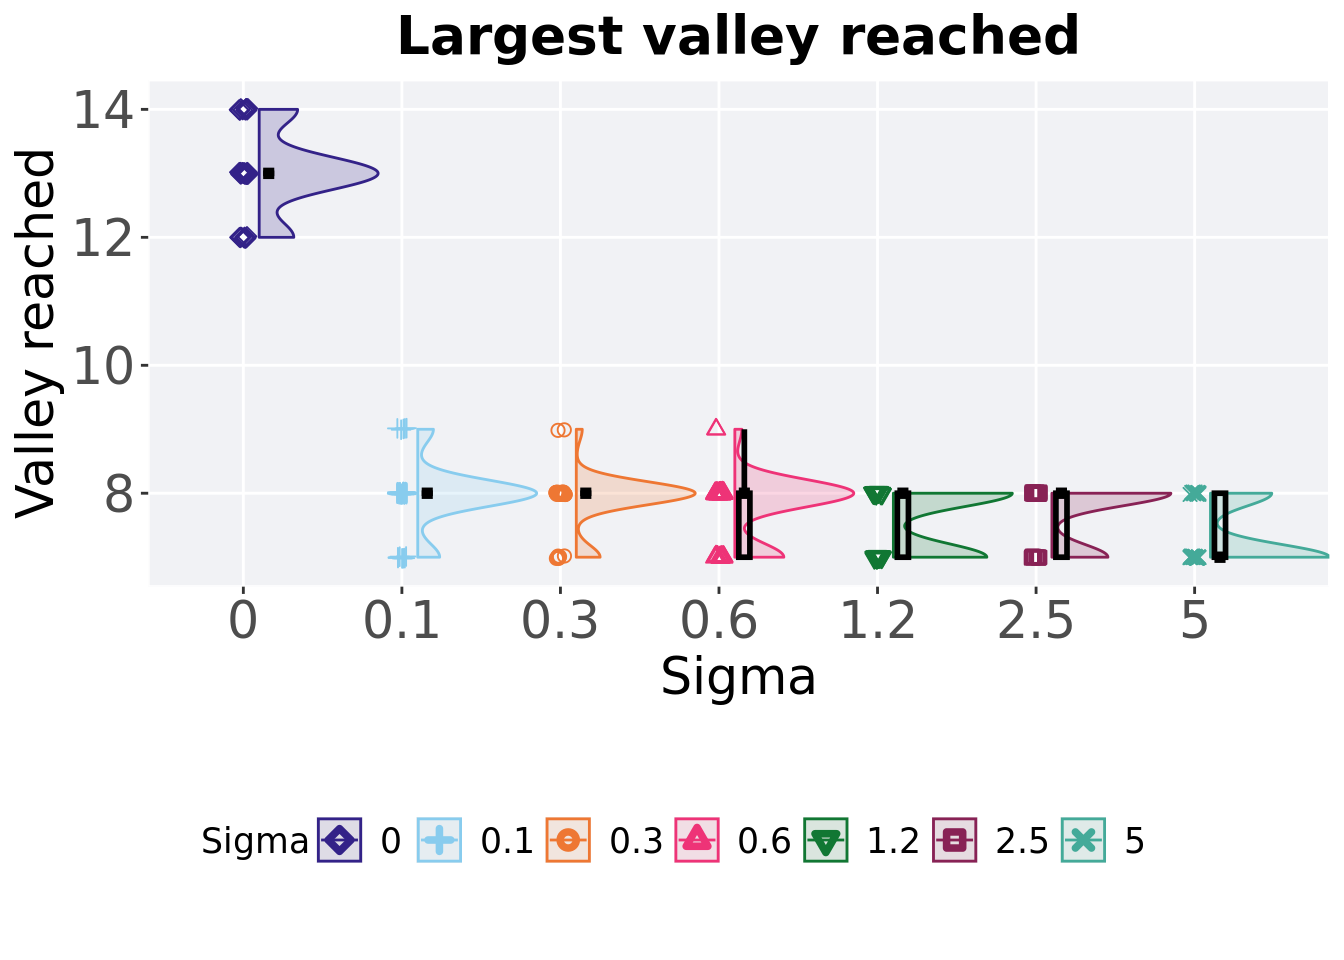 Largest valley reached
Valley reached
14
12
10
8
0 0.1 0.3 0.6 1.2 2.5 5
Sigma
Sigma 0 0.1 0.3 0.6 1.2 2.5 5